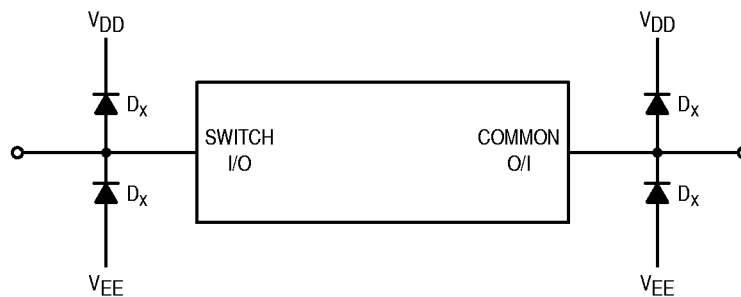 VDD
VDD
DX
DX
SWITCH
I/O
COMMON
O/I
DX
DX
VEE
VEE